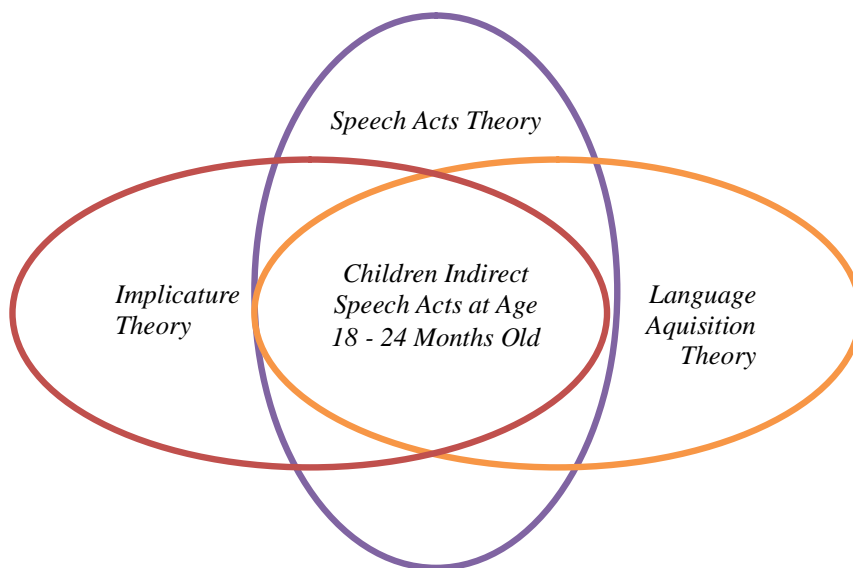 Speech Acts Theory
Implicature
Theory
Children Indirect
Speech Acts at Age
18 - 24 Months Old
Language
Aquisition
Theory